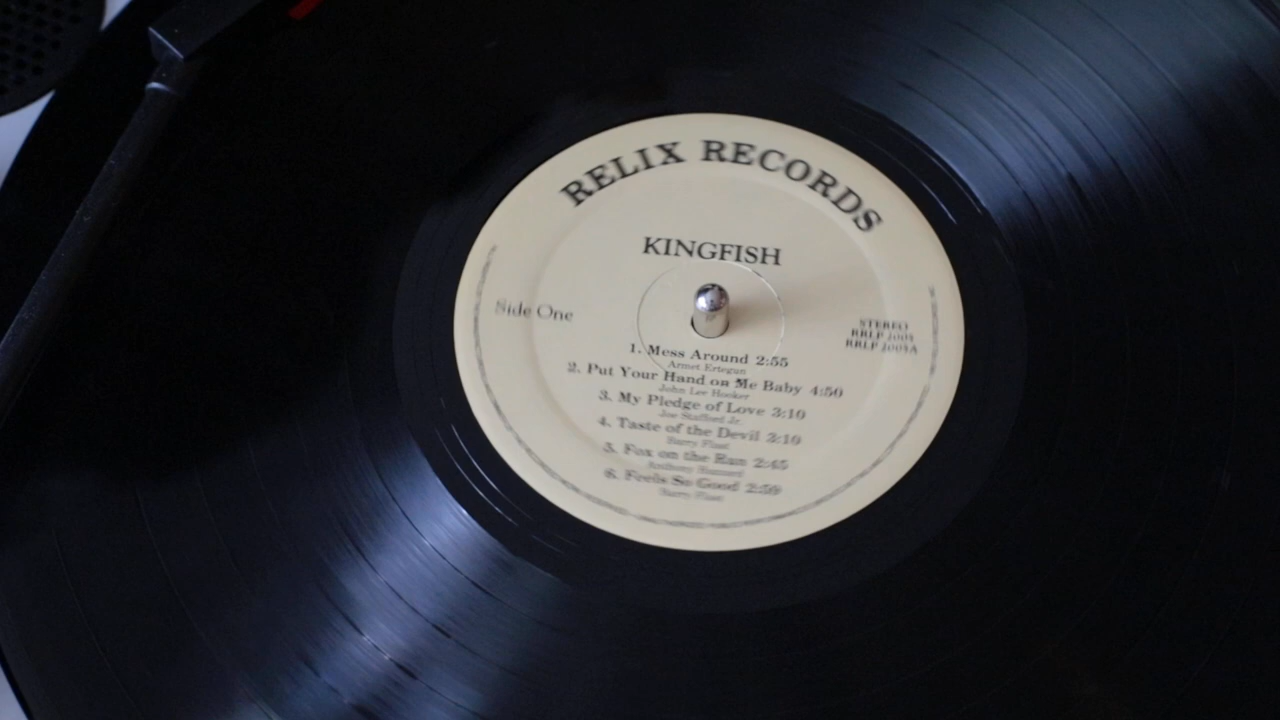 RELIX RECORDS
KINGFISH
Side One
STEREO
RRLP 2005
RRLP 2005A
1. Mess Around 2:55
Armet Ertegun
2. Put Your Hand on Me Baby 4:50
John Lee Hooker
3. My Pledge of Love 3:10
Joe Stafford Jr.
4. Taste of the Devil 3:10
Barry Flast
5. Fox on the Run 2:45
Anthony Hazzard
6. Feels So Good 2:59
Barry Flast